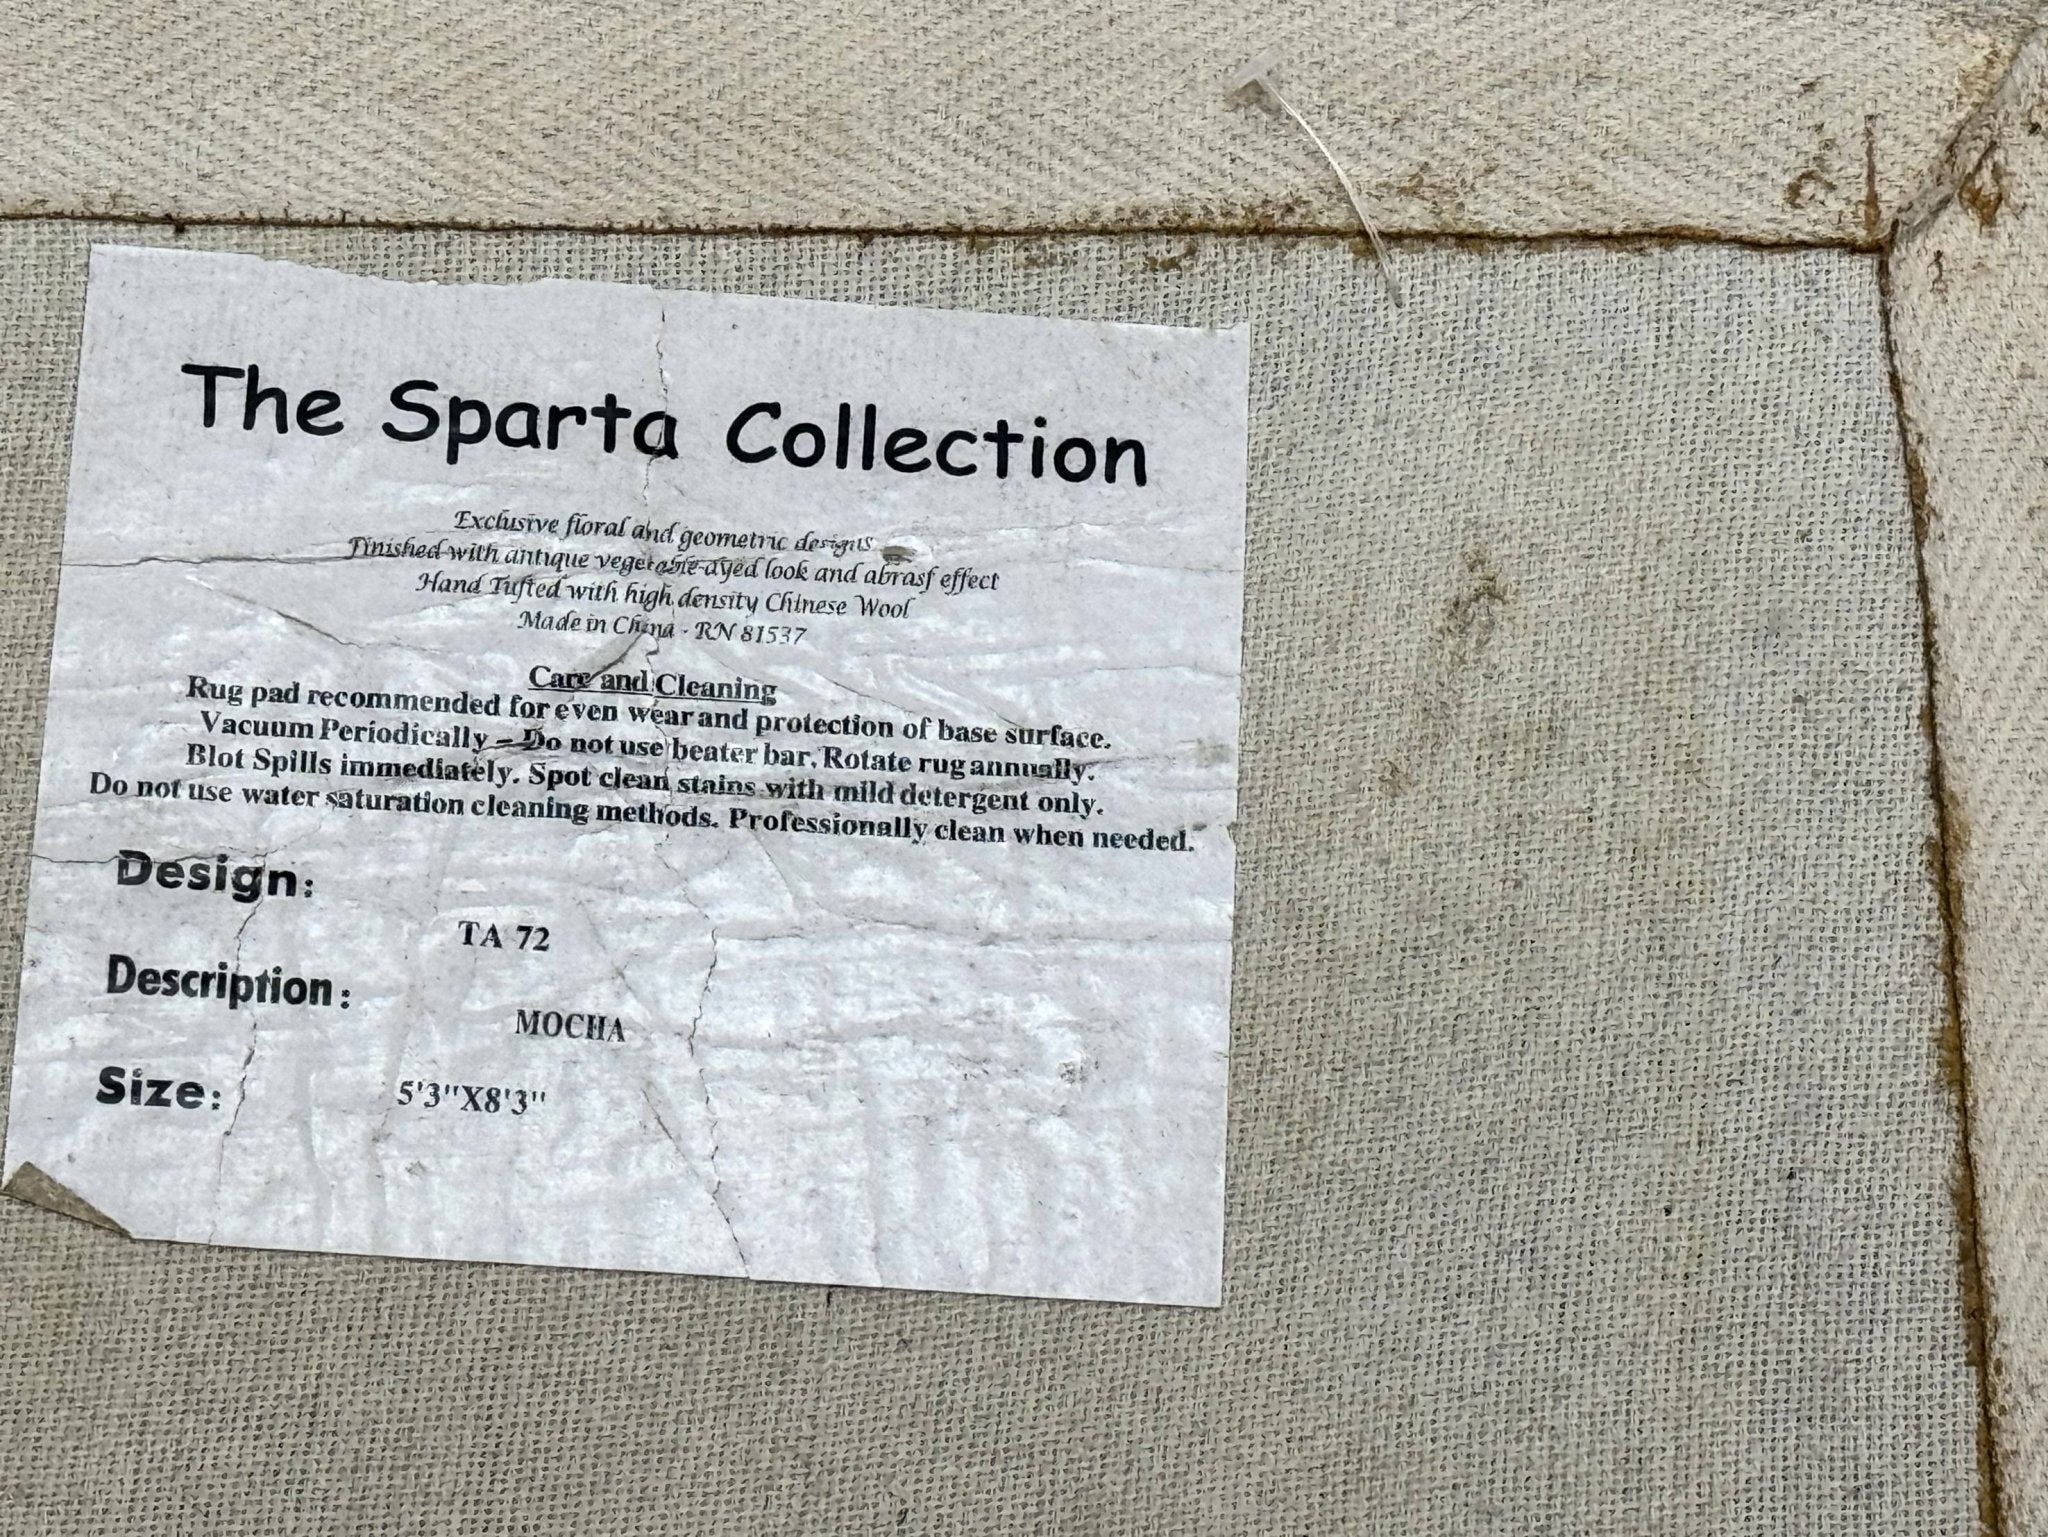 The Sparta Collection
Exclusive floral and geometric designs
Finished with antique vegetable-dyed look and abrasf effect
Hand Tufted with high density Chinese Wool
Made in China - RN 81537
Care and Cleaning
Rug pad recommended for even wear and protection of base surface.
Vacuum Periodically – Do not use beater bar. Rotate rug annually.
Blot Spills immediately. Spot clean stains with mild detergent only.
Do not use water saturation cleaning methods. Professionally clean when needed.
Design:
TA 72
Description:
MOCHA
Size:
5'3"X8'3"